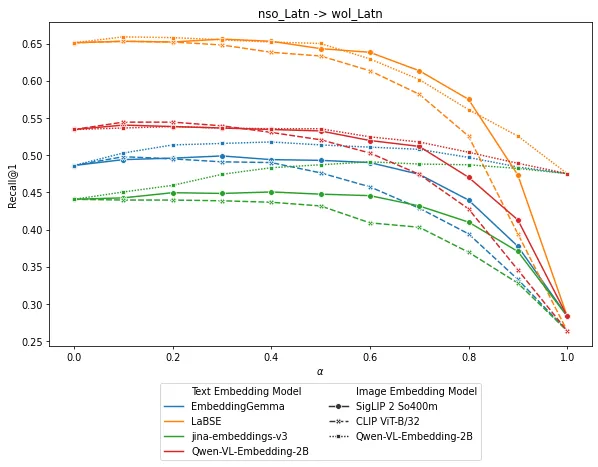 nso_Latn -> wol_Latn
Recall@1
0.65
0.60
0.55
0.50
0.45
0.40
0.35
0.30
0.25
0.0
0.2
0.4
0.6
0.8
1.0
α
Text Embedding Model
EmbeddingGemma
LaBSE
jina-embeddings-v3
Qwen-VL-Embedding-2B
Image Embedding Model
SigLIP 2 So400m
CLIP ViT-B/32
Qwen-VL-Embedding-2B